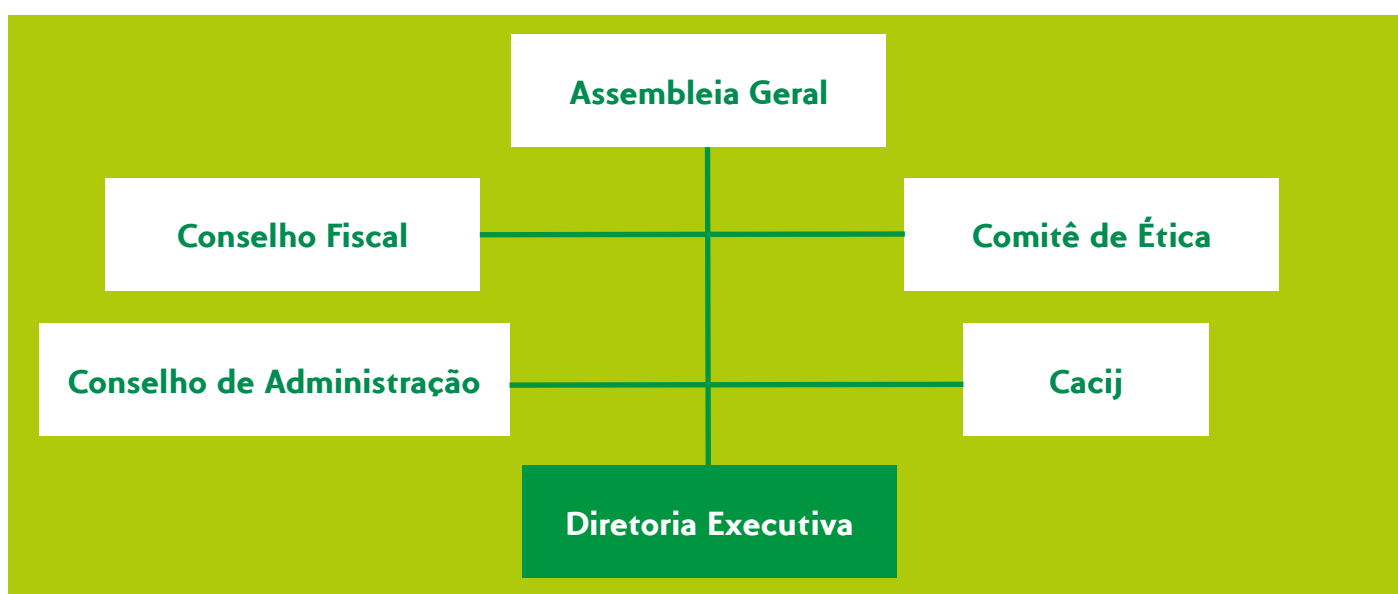 Assembleia Geral
Conselho Fiscal
Comitê de Ética
Conselho de Administração
Cacij
Diretoria Executiva